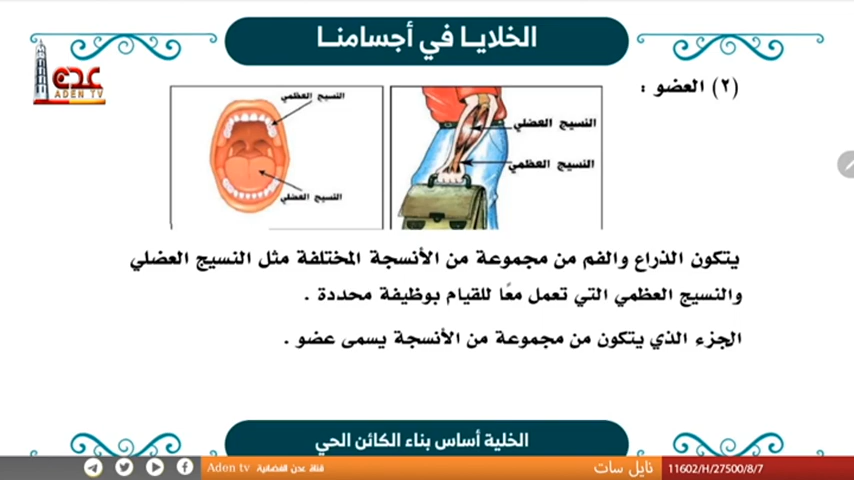 الخلايا في أجسامنا
عدن
ADEN TV
(٢) العضو :
النسيج العظمي
النسيج العضلي
النسيج العضلي
النسيج العظمي
يتكون الذراع والفم من مجموعة من الأنسجة المختلفة مثل النسيج العضلي
والنسيج العظمي التي تعمل معًا للقيام بوظيفة محددة .
الجزء الذي يتكون من مجموعة من الأنسجة يسمى عضو .
الخلية أساس بناء الكائن الحي
Aden tv قناة عدن الفضائية
نايل سات
11602/H/27500/8/7